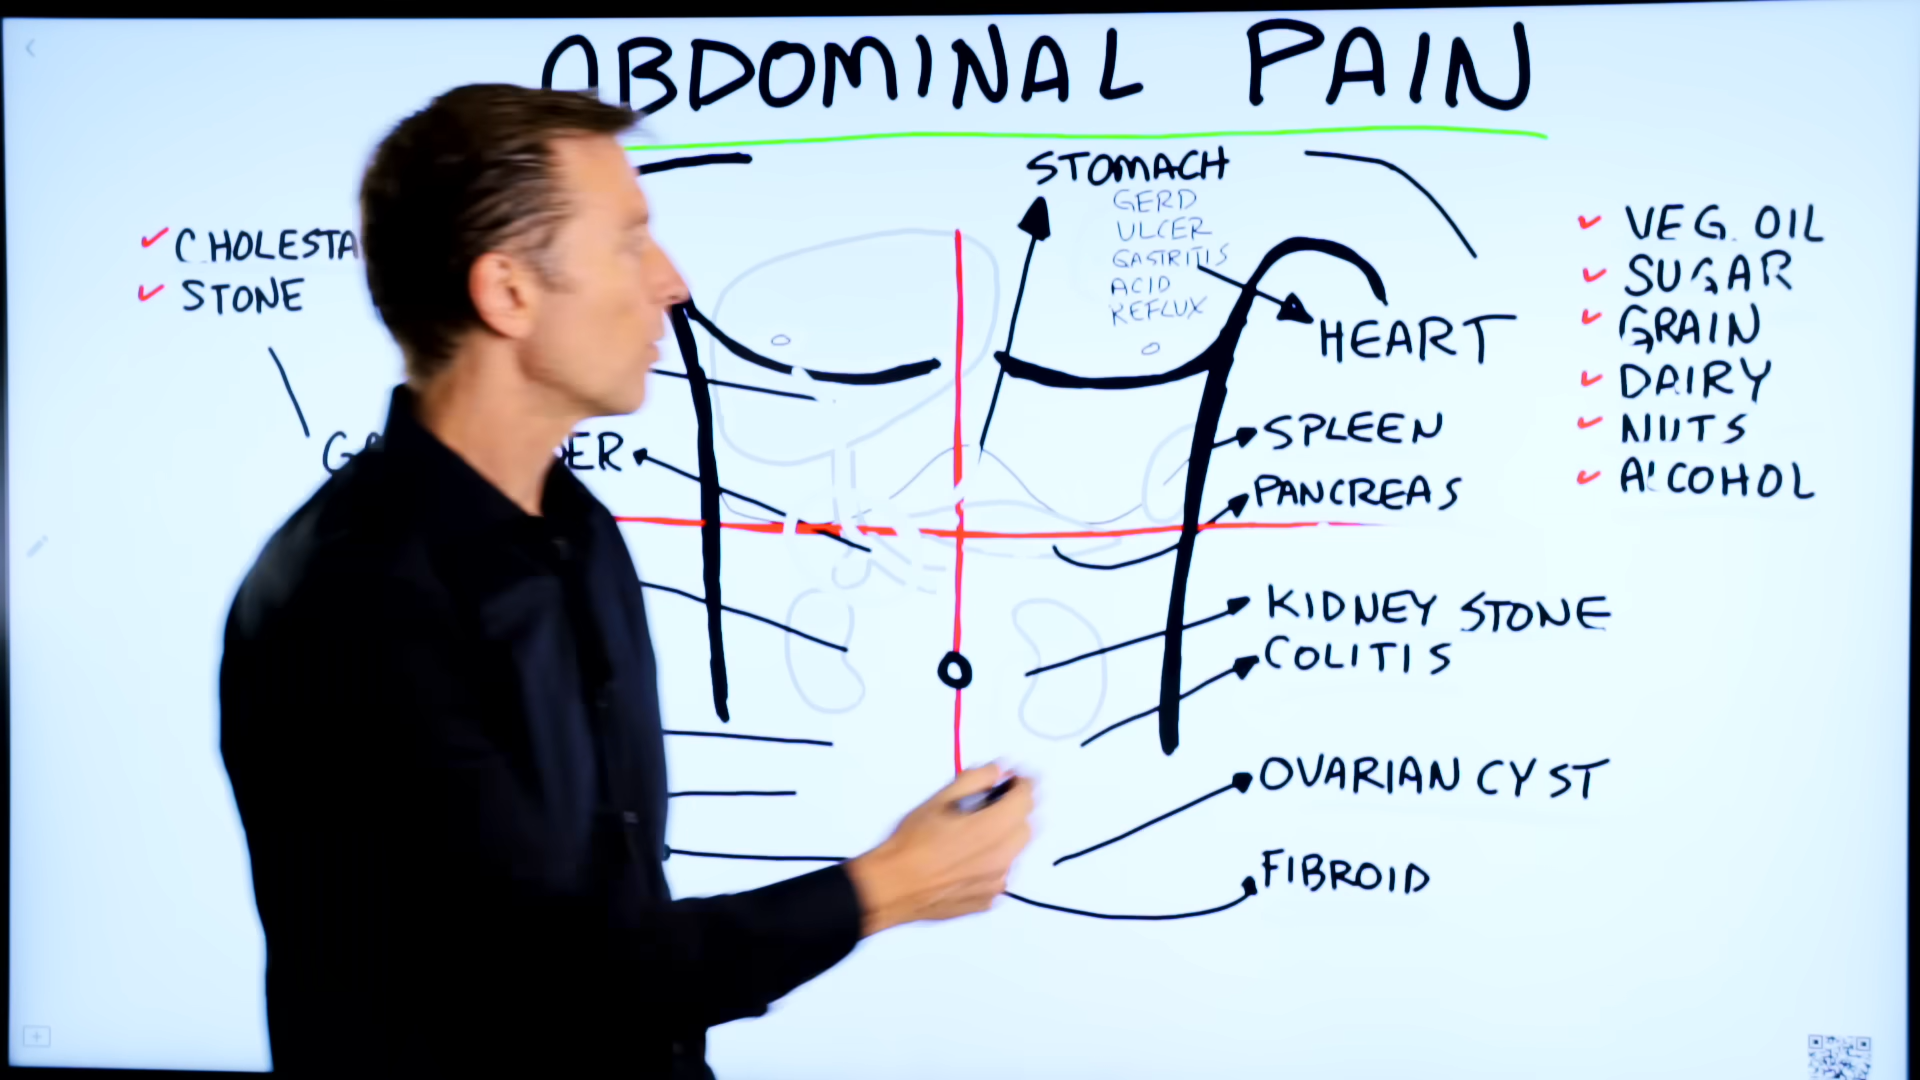 ABDOMINAL PAIN
STOMACH
GERD
ULCER
GASTRITIS
ACID
REFLUX
HEART
SPLEEN
PANCREAS
KIDNEY STONE
COLITIS
OVARIAN CYST
FIBROID
CHOLESTA
STONE
ER
VEG. OIL
SUGAR
GRAIN
DAIRY
NUTS
ALCOHOL